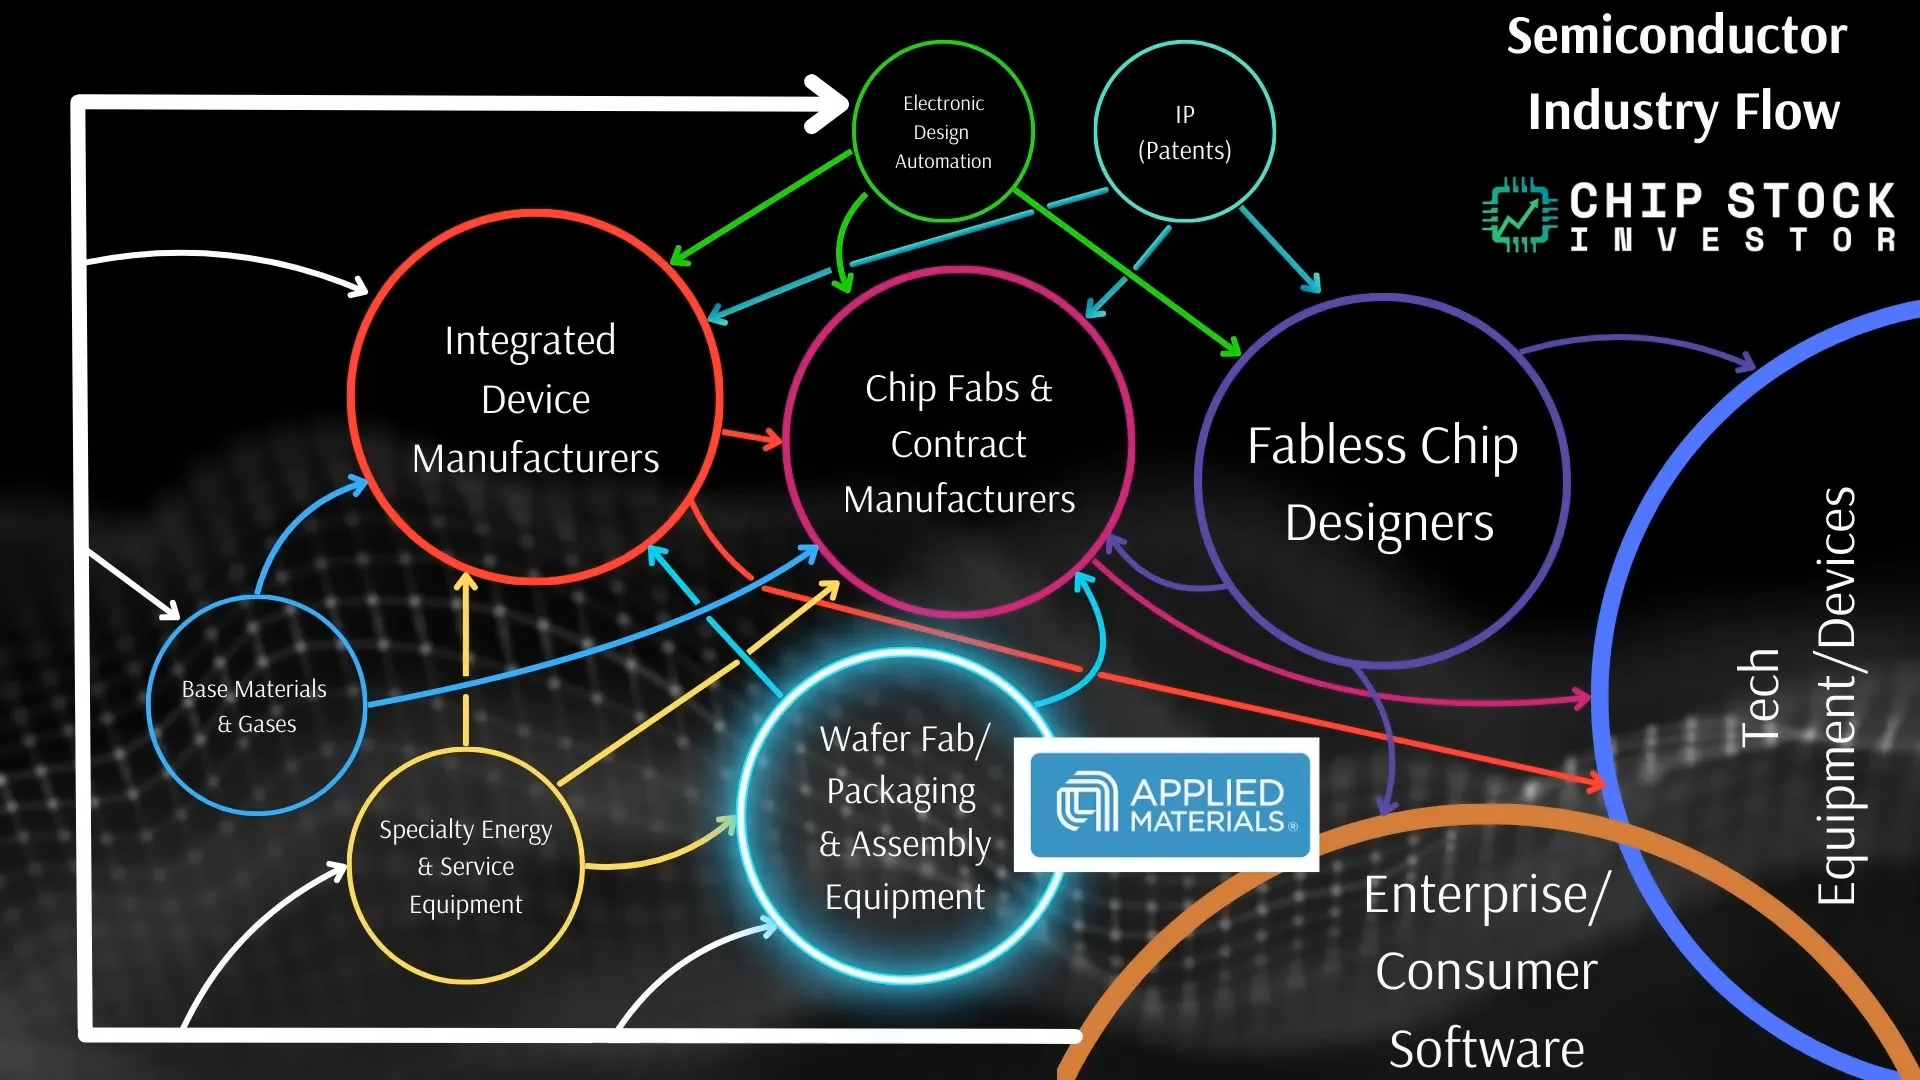 Semiconductor
Industry Flow
CHIP STOCK
INVESTOR
Electronic
Design
Automation
IP
(Patents)
Integrated
Device
Manufacturers
Chip Fabs &
Contract
Manufacturers
Fabless Chip
Designers
Tech
Equipment/Devices
Base Materials
& Gases
Specialty Energy
& Service
Equipment
Wafer Fab/
Packaging
& Assembly
Equipment
APPLIED
MATERIALS®
Enterprise/
Consumer
Software